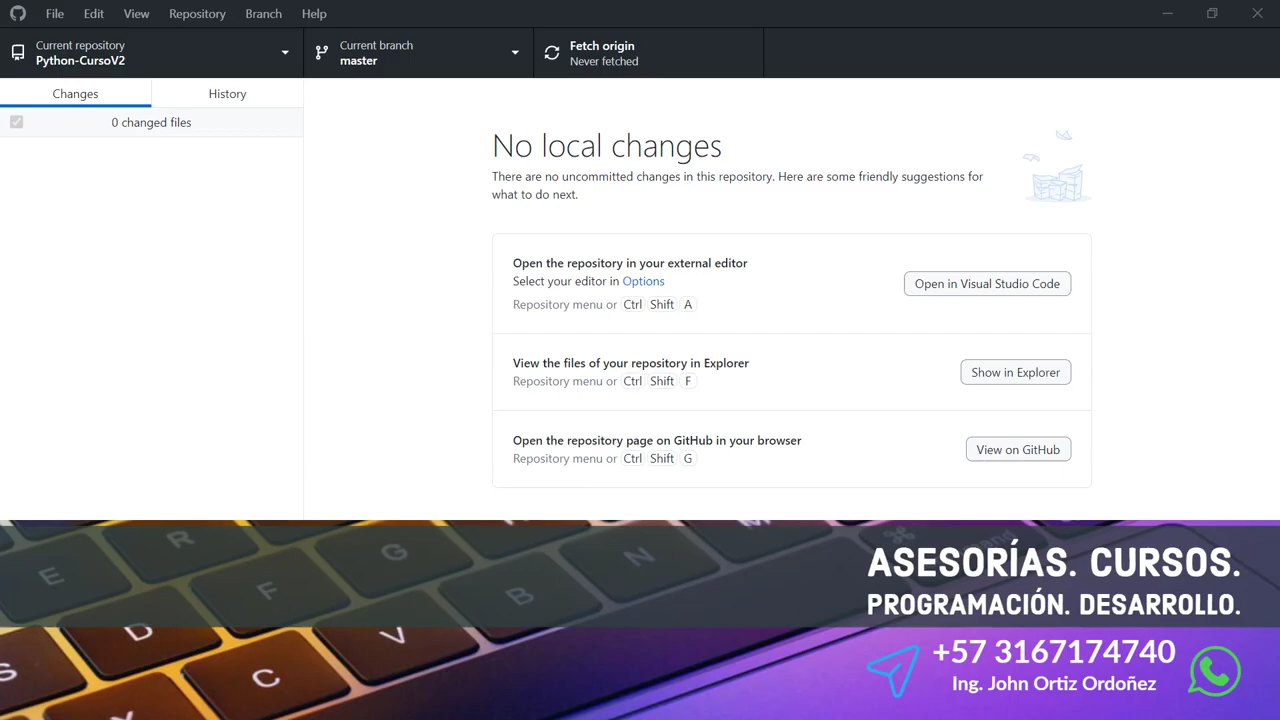 File Edit View Repository Branch Help
Current repository
Python-CursoV2
Current branch
master
Fetch origin
Never fetched
Changes
History
0 changed files
No local changes
There are no uncommitted changes in this repository. Here are some friendly suggestions for
what to do next.
Open the repository in your external editor
Select your editor in Options
Repository menu or Ctrl Shift A
Open in Visual Studio Code
View the files of your repository in Explorer
Repository menu or Ctrl Shift F
Show in Explorer
Open the repository page on GitHub in your browser
Repository menu or Ctrl Shift G
View on GitHub
E R F G D C V B N
ASESORÍAS. CURSOS.
PROGRAMACIÓN. DESARROLLO.
+57 3167174740
Ing. John Ortiz Ordoñez